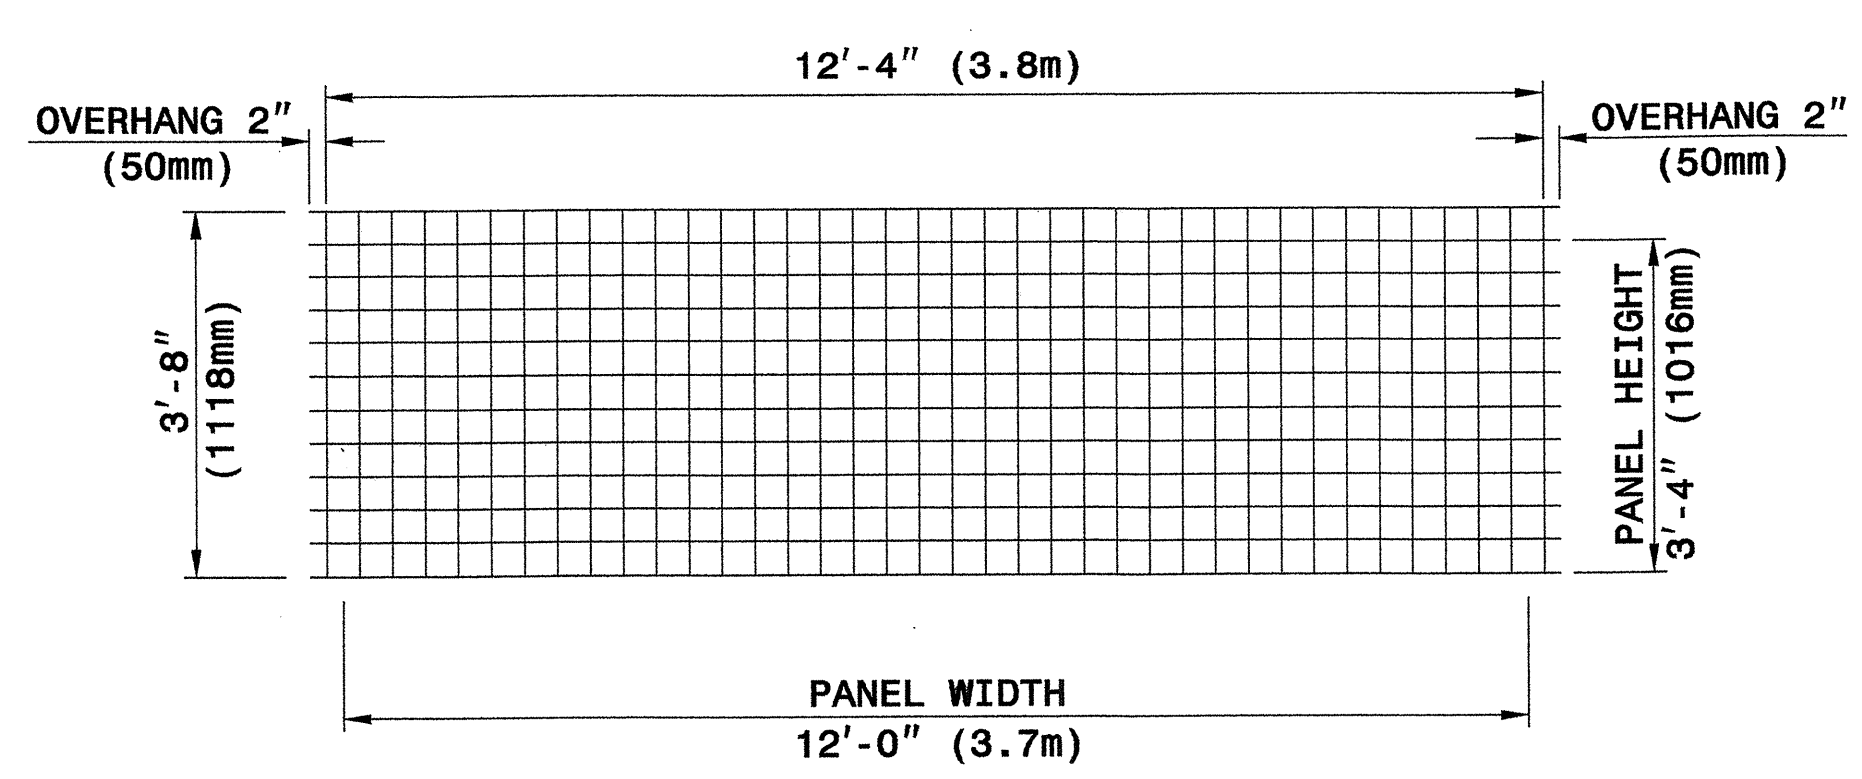 12'-4" (3.8m)
OVERHANG 2"
(50mm)
OVERHANG 2"
(50mm)
3'-8"
(1118mm)
PANEL HEIGHT
3'-4" (1016mm)
PANEL WIDTH
12'-0" (3.7m)